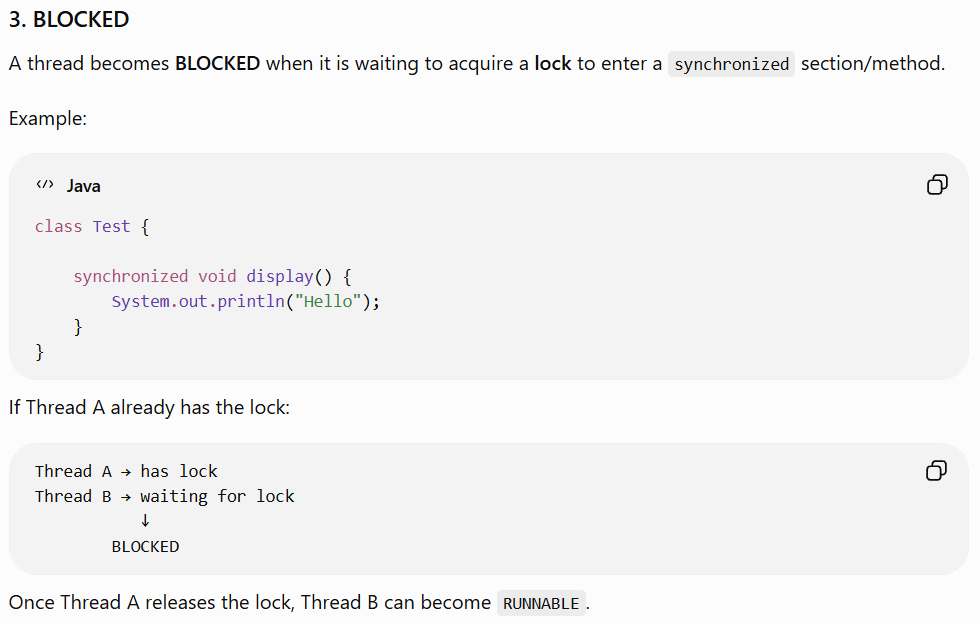 3. BLOCKED
A thread becomes BLOCKED when it is waiting to acquire a lock to enter a synchronized section/method.
Example:
</> Java
class Test {
    synchronized void display() {
        System.out.println("Hello");
    }
}
If Thread A already has the lock:
Thread A → has lock
Thread B → waiting for lock
           ↓
        BLOCKED
Once Thread A releases the lock, Thread B can become RUNNABLE.